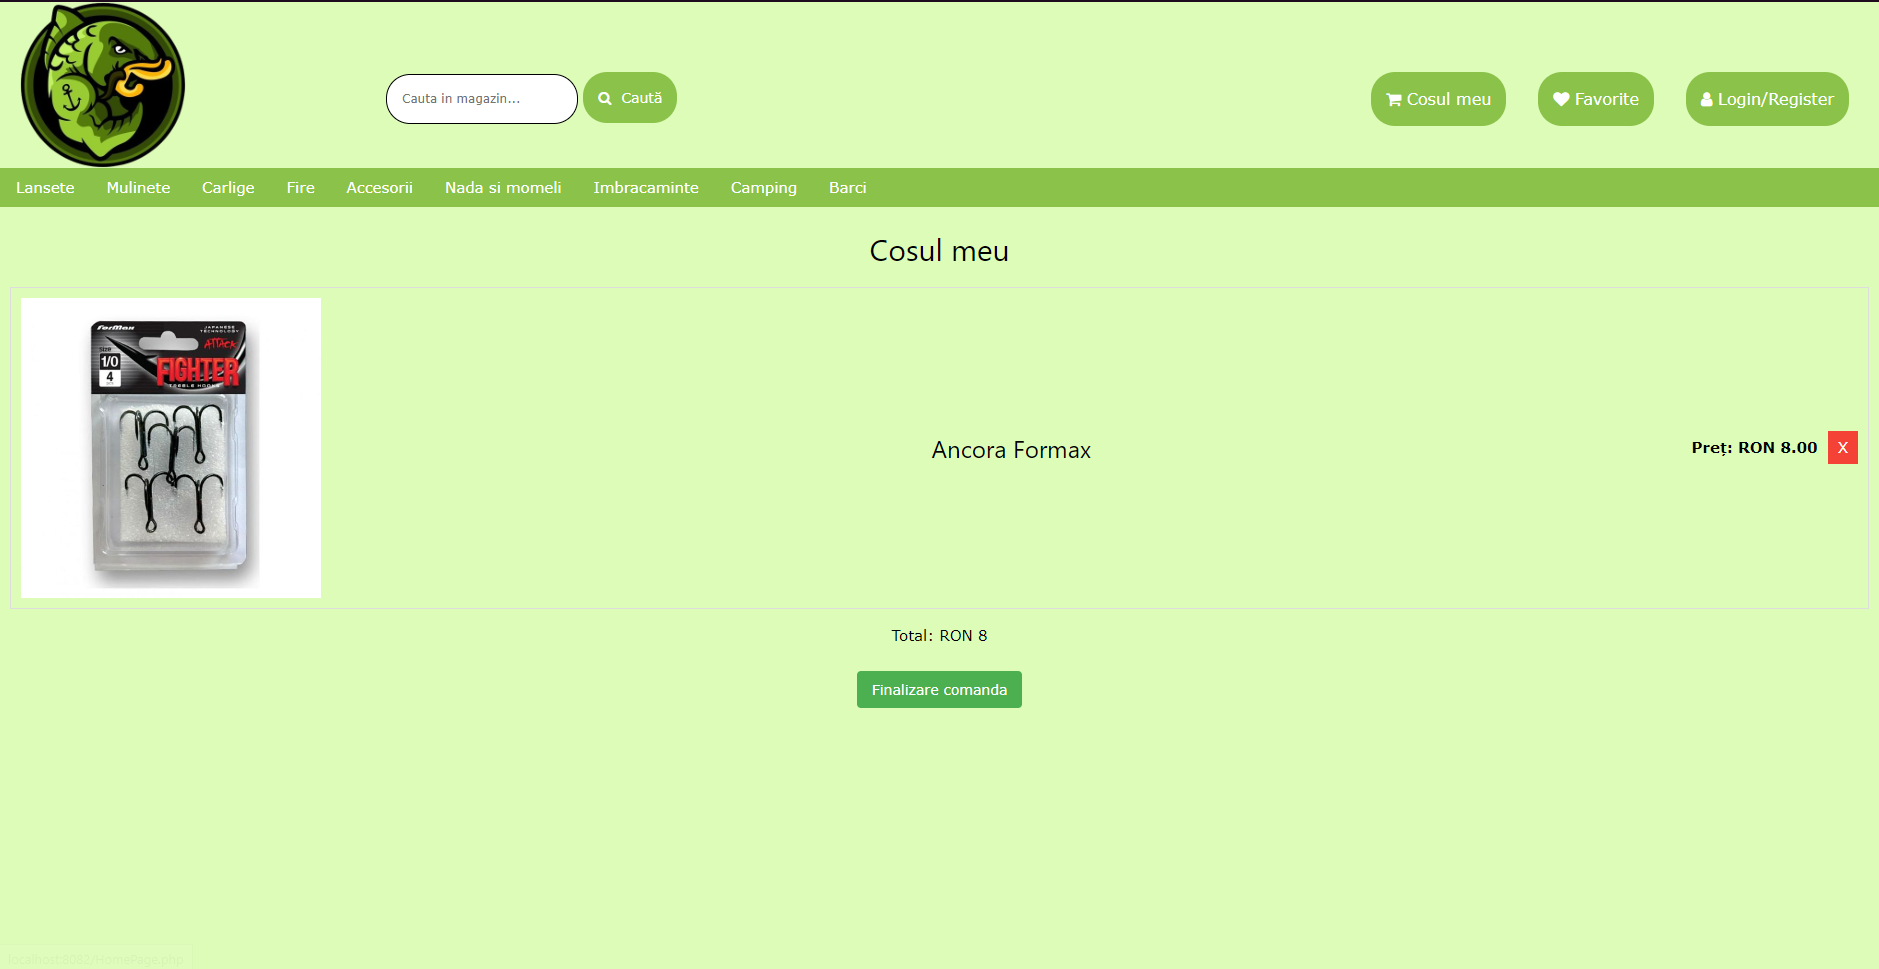 Cauta in magazin...
Caută
Cosul meu
Favorite
Login/Register
Lansete
Mulinete
Carlige
Fire
Accesorii
Nada si momeli
Imbracaminte
Camping
Barci
Cosul meu
ForMax
JAPANESE
TECHNOLOGY
ATTACK
SIZE
1/0
4
FIGHTER
TREBLE HOOKS
Ancora Formax
Preț: RON 8.00
X
Total: RON 8
Finalizare comanda
localhost:8082/HomePage.php